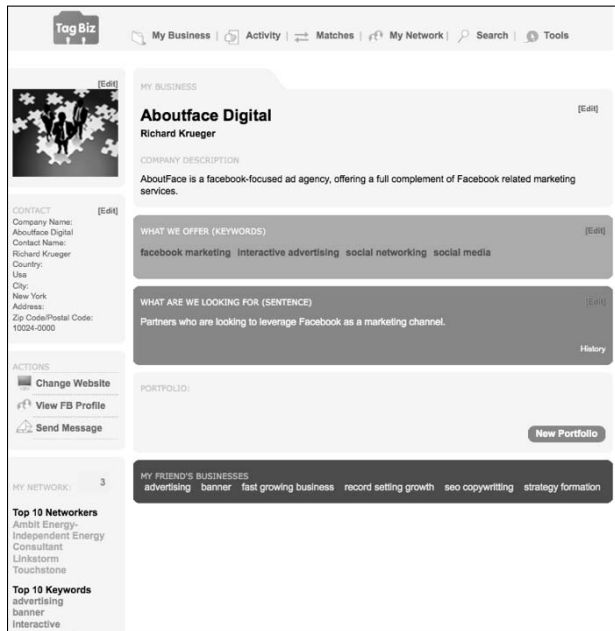 Tag Biz
My Business | Activity | Matches | My Network | Search | Tools
[Edit]
CONTACT [Edit]
Company Name:
Aboutface Digital
Contact Name:
Richard Krueger
Country:
Usa
City:
New York
Address:
Zip Code/Postal Code:
10024-0000
ACTIONS
Change Website
View FB Profile
Send Message
MY NETWORK: 3
Top 10 Networkers
Ambit Energy-
Independent Energy
Consultant
Linkstorm
Touchstone
Top 10 Keywords
advertising
banner
interactive
MY BUSINESS
Aboutface Digital [Edit]
Richard Krueger
COMPANY DESCRIPTION
AboutFace is a facebook-focused ad agency, offering a full complement of Facebook related marketing
services.
WHAT WE OFFER (KEYWORDS) [Edit]
facebook marketing interactive advertising social networking social media
WHAT ARE WE LOOKING FOR (SENTENCE) [Edit]
Partners who are looking to leverage Facebook as a marketing channel.
History
PORTFOLIO:
New Portfolio
MY FRIEND'S BUSINESSES
advertising banner fast growing business record setting growth seo copywritting strategy formation